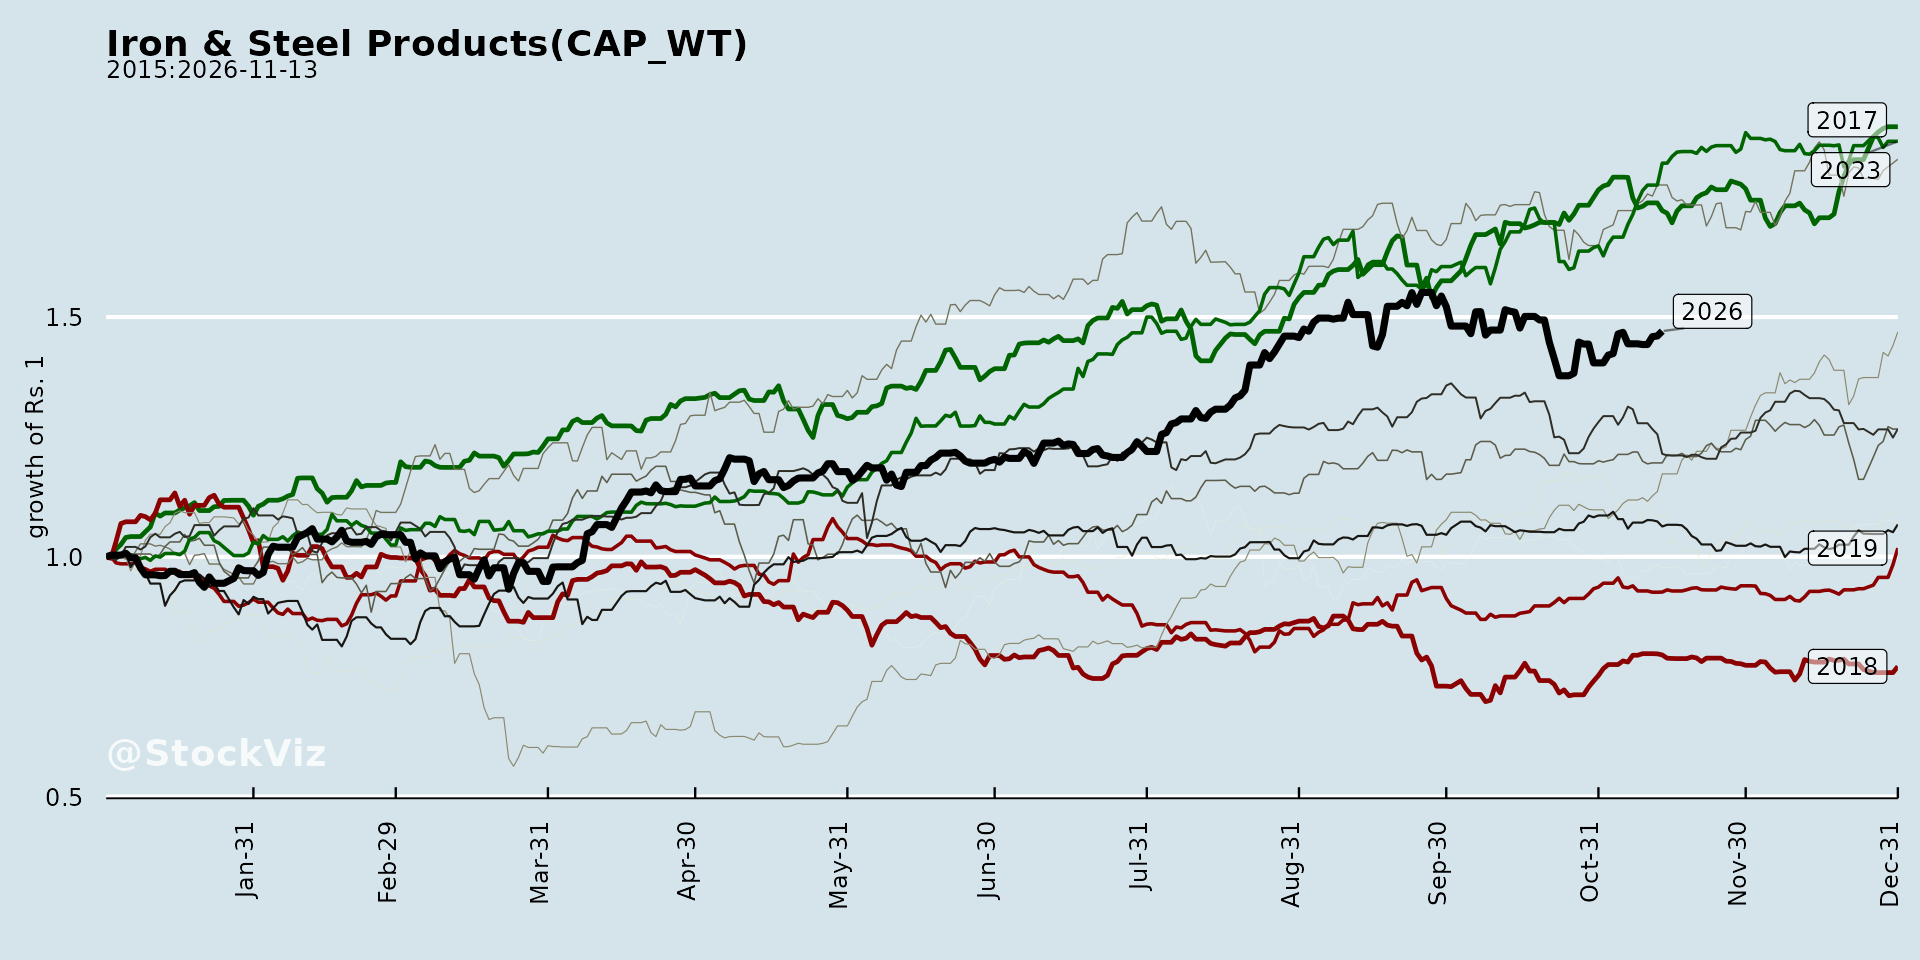 Iron & Steel Products(CAP_WT)
2015:2026-11-13
growth of Rs. 1
1.5
1.0
0.5
2017
2023
2026
2019
2018
@StockViz
Jan-31
Feb-29
Mar-31
Apr-30
May-31
Jun-30
Jul-31
Aug-31
Sep-30
Oct-31
Nov-30
Dec-31